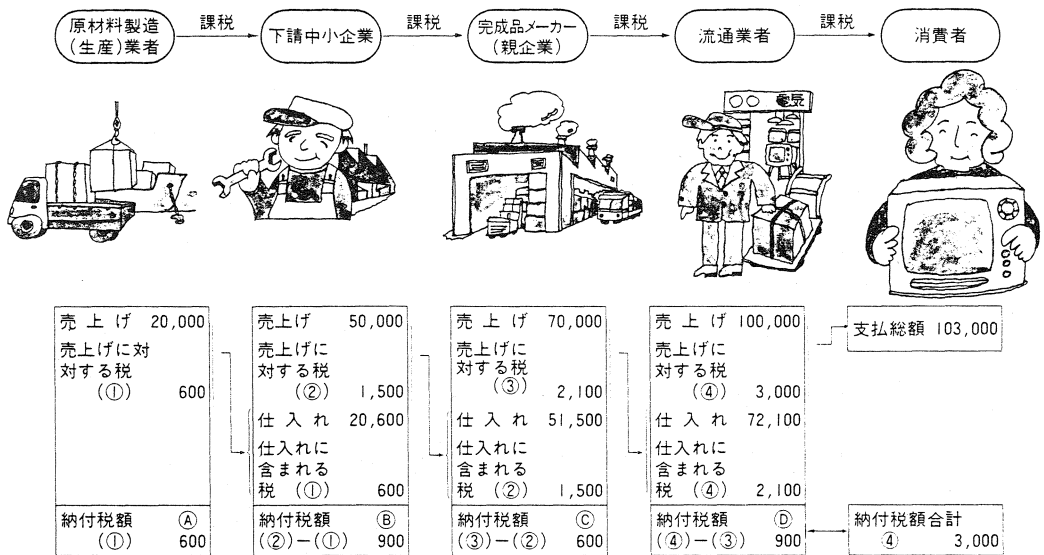 原材料製造
(生産)業者
課税
下請中小企業
課税
完成品メーカー
(親企業)
課税
流通業者
課税
消費者
電気
売上げ 20,000
売上げに対
対する税
(①) 600
納付税額 Ⓐ
(①) 600
売上げ 50,000
売上げに
対する税
(②) 1,500
仕入れ 20,600
仕入れに
含まれる
税 (①) 600
納付税額 Ⓑ
(②)−(①) 900
売上げ 70,000
売上げに
対する税
(③) 2,100
仕入れ 51,500
仕入れに
含まれる
税 (②) 1,500
納付税額 Ⓒ
(③)−(②) 600
売上げ 100,000
売上げに
対する税
(④) 3,000
仕入れ 72,100
仕入れに
含まれる
税 (④) 2,100
納付税額 Ⓓ
(④)−(③) 900
支払総額 103,000
納付税額合計
④ 3,000